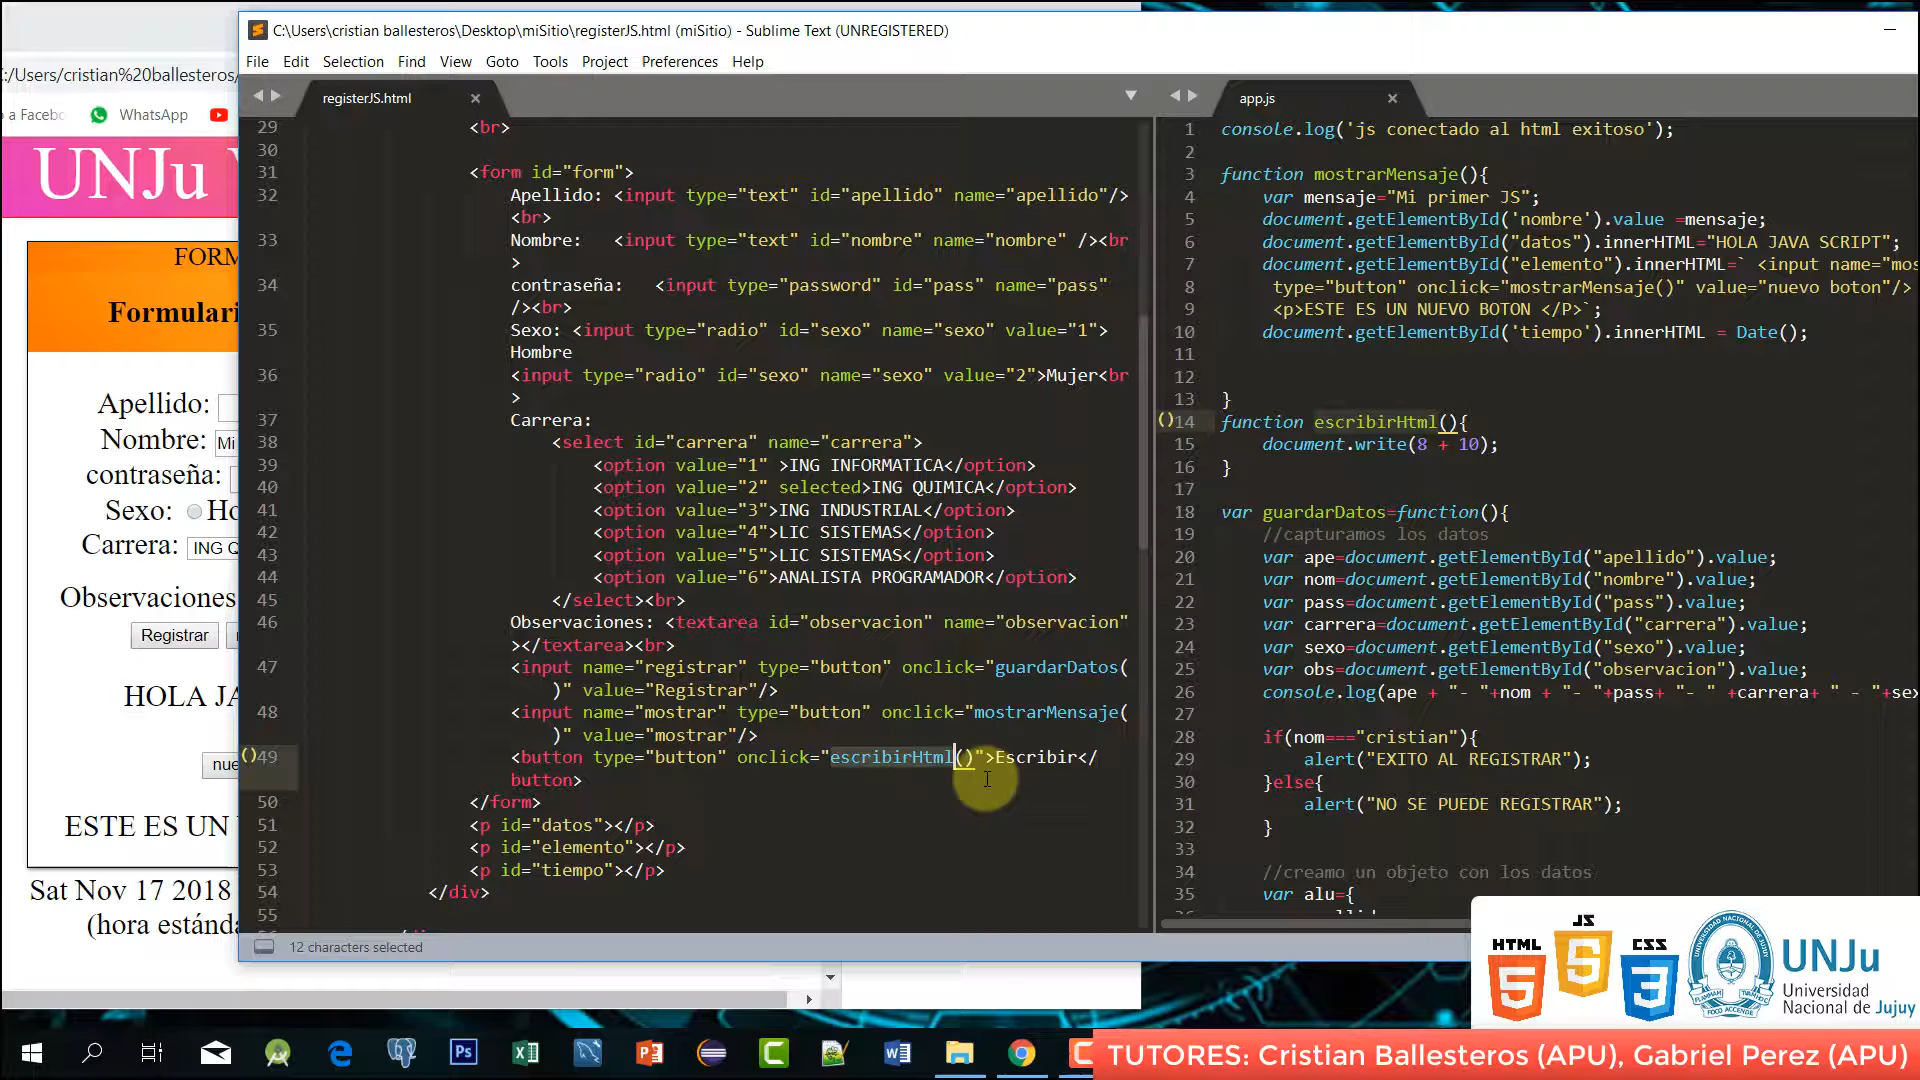 C:\Users\cristian ballesteros\Desktop\miSitio\registerJS.html (miSitio) - Sublime Text (UNREGISTERED)
File Edit Selection Find View Goto Tools Project Preferences Help
:/Users/cristian%20ballesteros/
a Facebo WhatsApp
UNJu
FORM
Formulari
Apellido:
Nombre: Mi
contraseña:
Sexo: Ho
Carrera: ING Q
Observaciones
Registrar
HOLA JA
nue
ESTE ES UN
Sat Nov 17 2018
(hora estánda
registerJS.html
29 <br>
30
31 <form id="form">
32 Apellido: <input type="text" id="apellido" name="apellido"/>
<br>
33 Nombre: <input type="text" id="nombre" name="nombre" /><br
>
34 contraseña: <input type="password" id="pass" name="pass"
/><br>
35 Sexo: <input type="radio" id="sexo" name="sexo" value="1">
Hombre
36 <input type="radio" id="sexo" name="sexo" value="2">Mujer<br
>
37 Carrera:
38 <select id="carrera" name="carrera">
39 <option value="1" >ING INFORMATICA</option>
40 <option value="2" selected>ING QUIMICA</option>
41 <option value="3">ING INDUSTRIAL</option>
42 <option value="4">LIC SISTEMAS</option>
43 <option value="5">LIC SISTEMAS</option>
44 <option value="6">ANALISTA PROGRAMADOR</option>
45 </select><br>
46 Observaciones: <textarea id="observacion" name="observacion"
></textarea><br>
47 <input name="registrar" type="button" onclick="guardarDatos(
)" value="Registrar"/>
48 <input name="mostrar" type="button" onclick="mostrarMensaje(
)" value="mostrar"/>
49 <button type="button" onclick="escribirHtml()">Escribir</
button>
50 </form>
51 <p id="datos"></p>
52 <p id="elemento"></p>
53 <p id="tiempo"></p>
54 </div>
55
12 characters selected
app.js
1 console.log('js conectado al html exitoso');
2
3 function mostrarMensaje(){
4 var mensaje="Mi primer JS";
5 document.getElementById('nombre').value =mensaje;
6 document.getElementById("datos").innerHTML="HOLA JAVA SCRIPT";
7 document.getElementById("elemento").innerHTML=` <input name="mos
8 type="button" onclick="mostrarMensaje()" value="nuevo boton"/>
9 <p>ESTE ES UN NUEVO BOTON </P>`;
10 document.getElementById('tiempo').innerHTML = Date();
11
12
13 }
14 function escribirHtml(){
15 document.write(8 + 10);
16 }
17
18 var guardarDatos=function(){
19 //capturamos los datos
20 var ape=document.getElementById("apellido").value;
21 var nom=document.getElementById("nombre").value;
22 var pass=document.getElementById("pass").value;
23 var carrera=document.getElementById("carrera").value;
24 var sexo=document.getElementById("sexo").value;
25 var obs=document.getElementById("observacion").value;
26 console.log(ape + "- "+nom + "- "+pass+ "- " +carrera+ " - "+sex
27
28 if(nom==="cristian"){
29 alert("EXITO AL REGISTRAR");
30 }else{
31 alert("NO SE PUEDE REGISTRAR");
32 }
33
34 //creamo un objeto con los datos
35 var alu={
HTML JS CSS
5 5 3
UNJu
Universidad
Nacional de Jujuy
TUTORES: Cristian Ballesteros (APU), Gabriel Perez (APU)